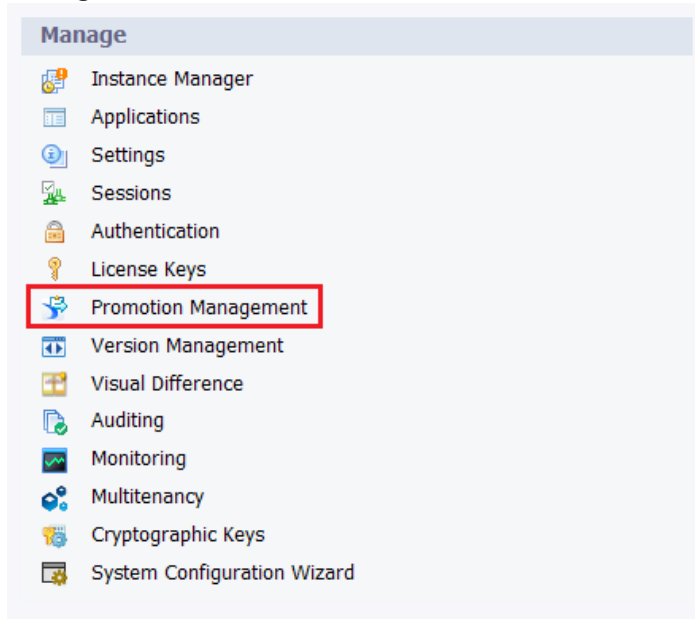 Manage
Instance Manager
Applications
Settings
Sessions
Authentication
License Keys
Promotion Management
Version Management
Visual Difference
Auditing
Monitoring
Multitenancy
Cryptographic Keys
System Configuration Wizard